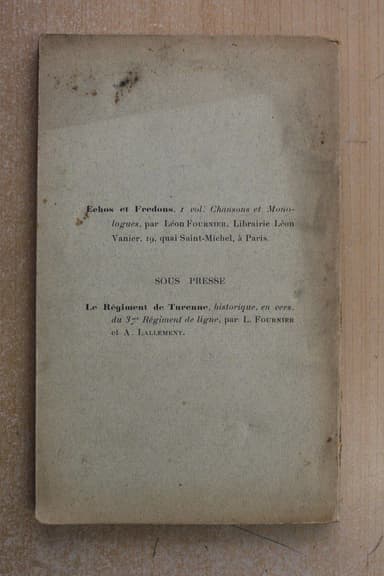 Echos et Fredons, 1 vol. Chansons et Mono-
logues, par Léon Fournier, Librairie Léon
Vanier, 19, quai Saint-Michel, à Paris.
SOUS PRESSE
Le Régiment de Turenne, historique, en vers,
du 37me Régiment de ligne, par L. Fournier
et A. Lallement.